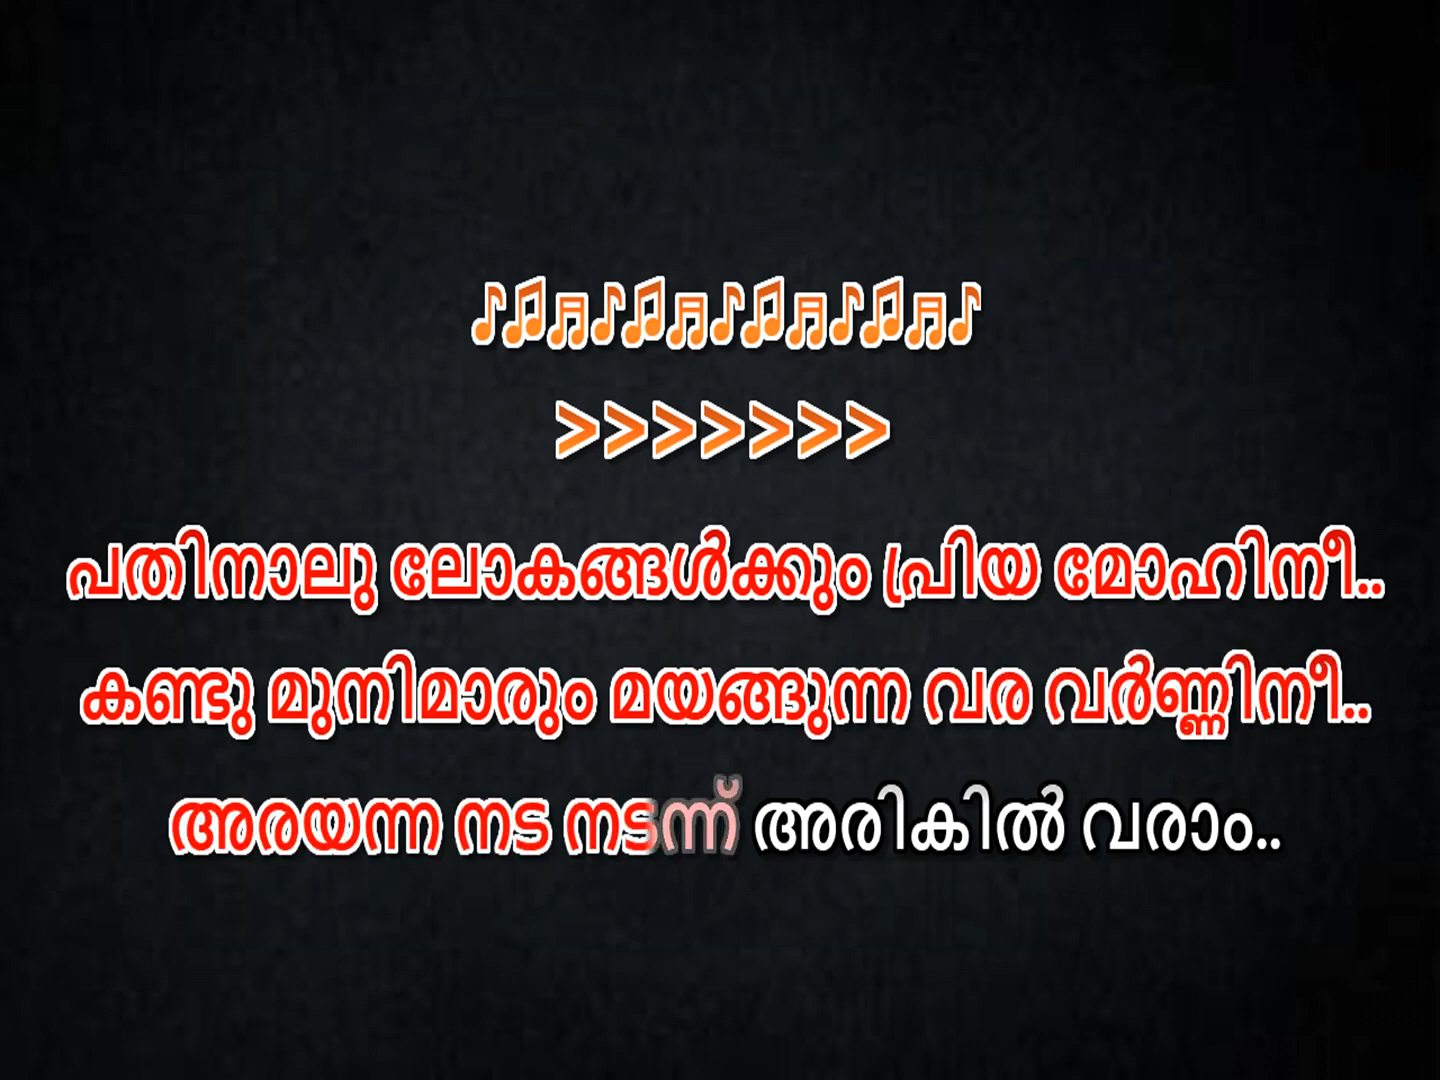 ♪♫♬♪♫♬♪♫♬♪♫♬♪
>>>>>>>
പതിനാലു ലോകങ്ങൾക്കും പ്രിയ മോഹിനീ..
കണ്ടു മുനിമാരും മയങ്ങുന്ന വര വർണ്ണിനീ..
അരയന്ന നട നടന്ന് അരികിൽ വരാം..